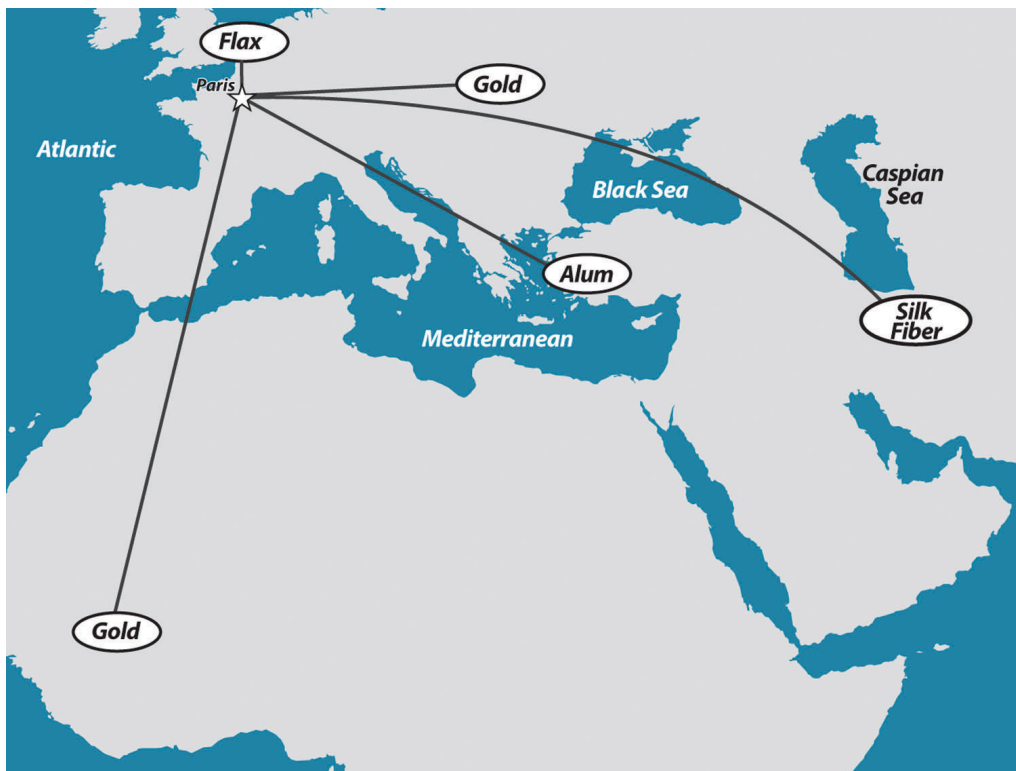 Flax
Paris
Gold
Atlantic
Caspian
Sea
Black Sea
Alum
Silk
Fiber
Mediterranean
Gold